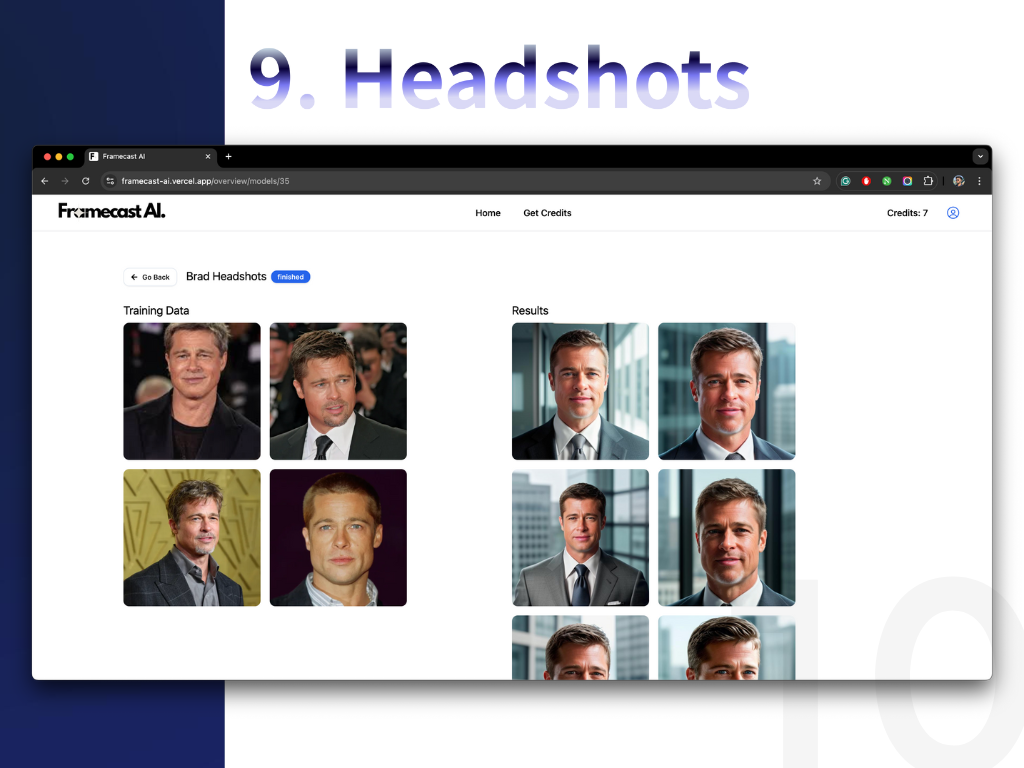 9. Headshots
Framecast AI
framecast-ai.vercel.app/overview/models/35
Framecast AI.
Home
Get Credits
Credits: 7
Go Back
Brad Headshots
finished
Training Data
Results
10